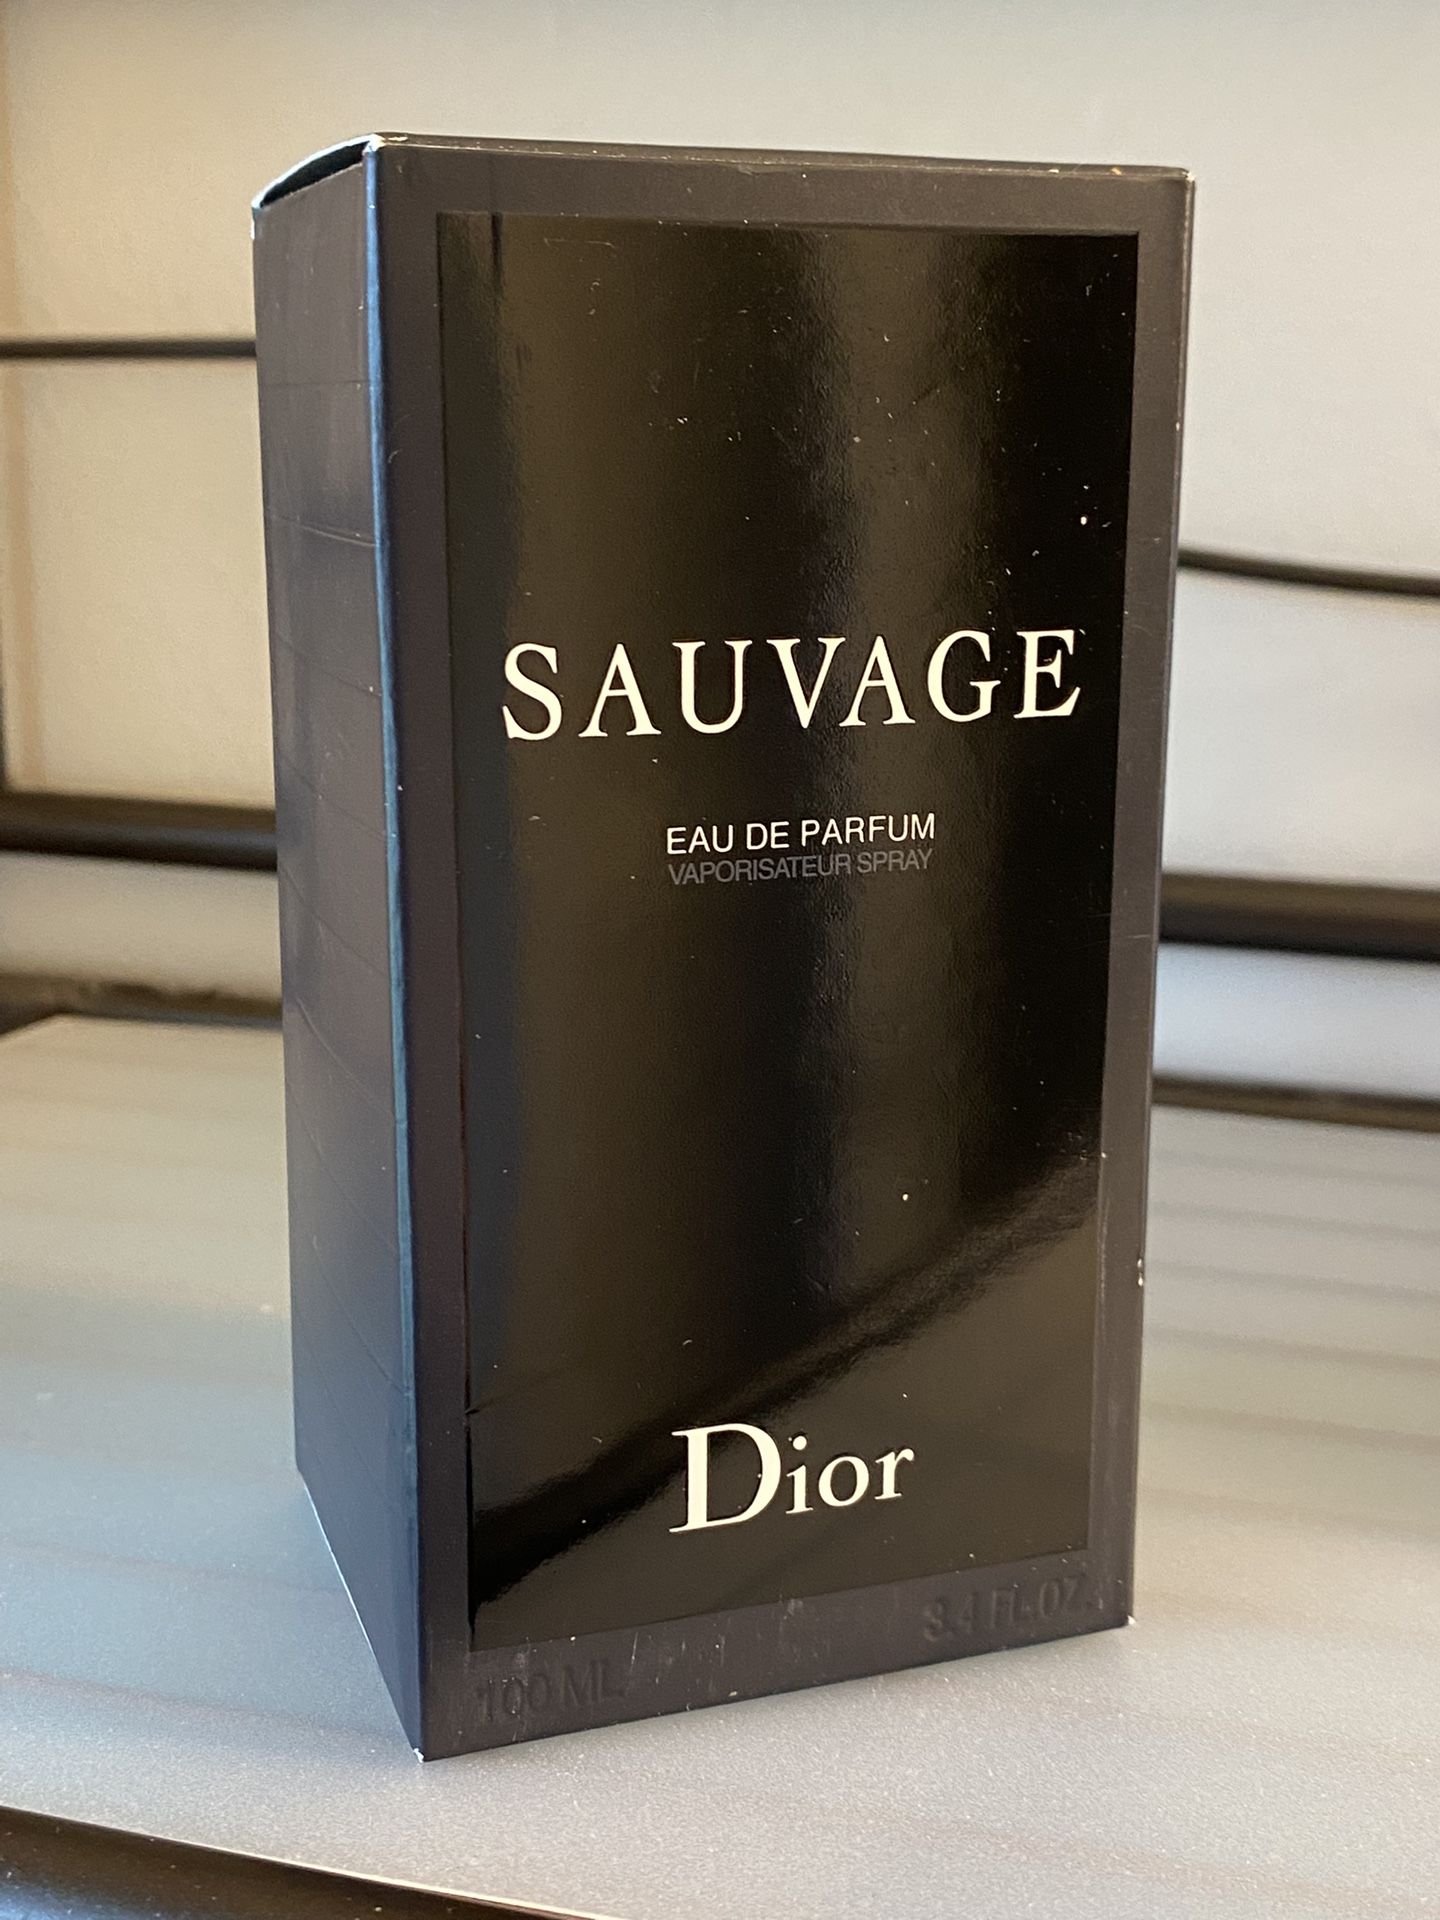 SAUVAGE
EAU DE PARFUM
VAPORISATEUR SPRAY
Dior
100 ML
3.4 FL.OZ.